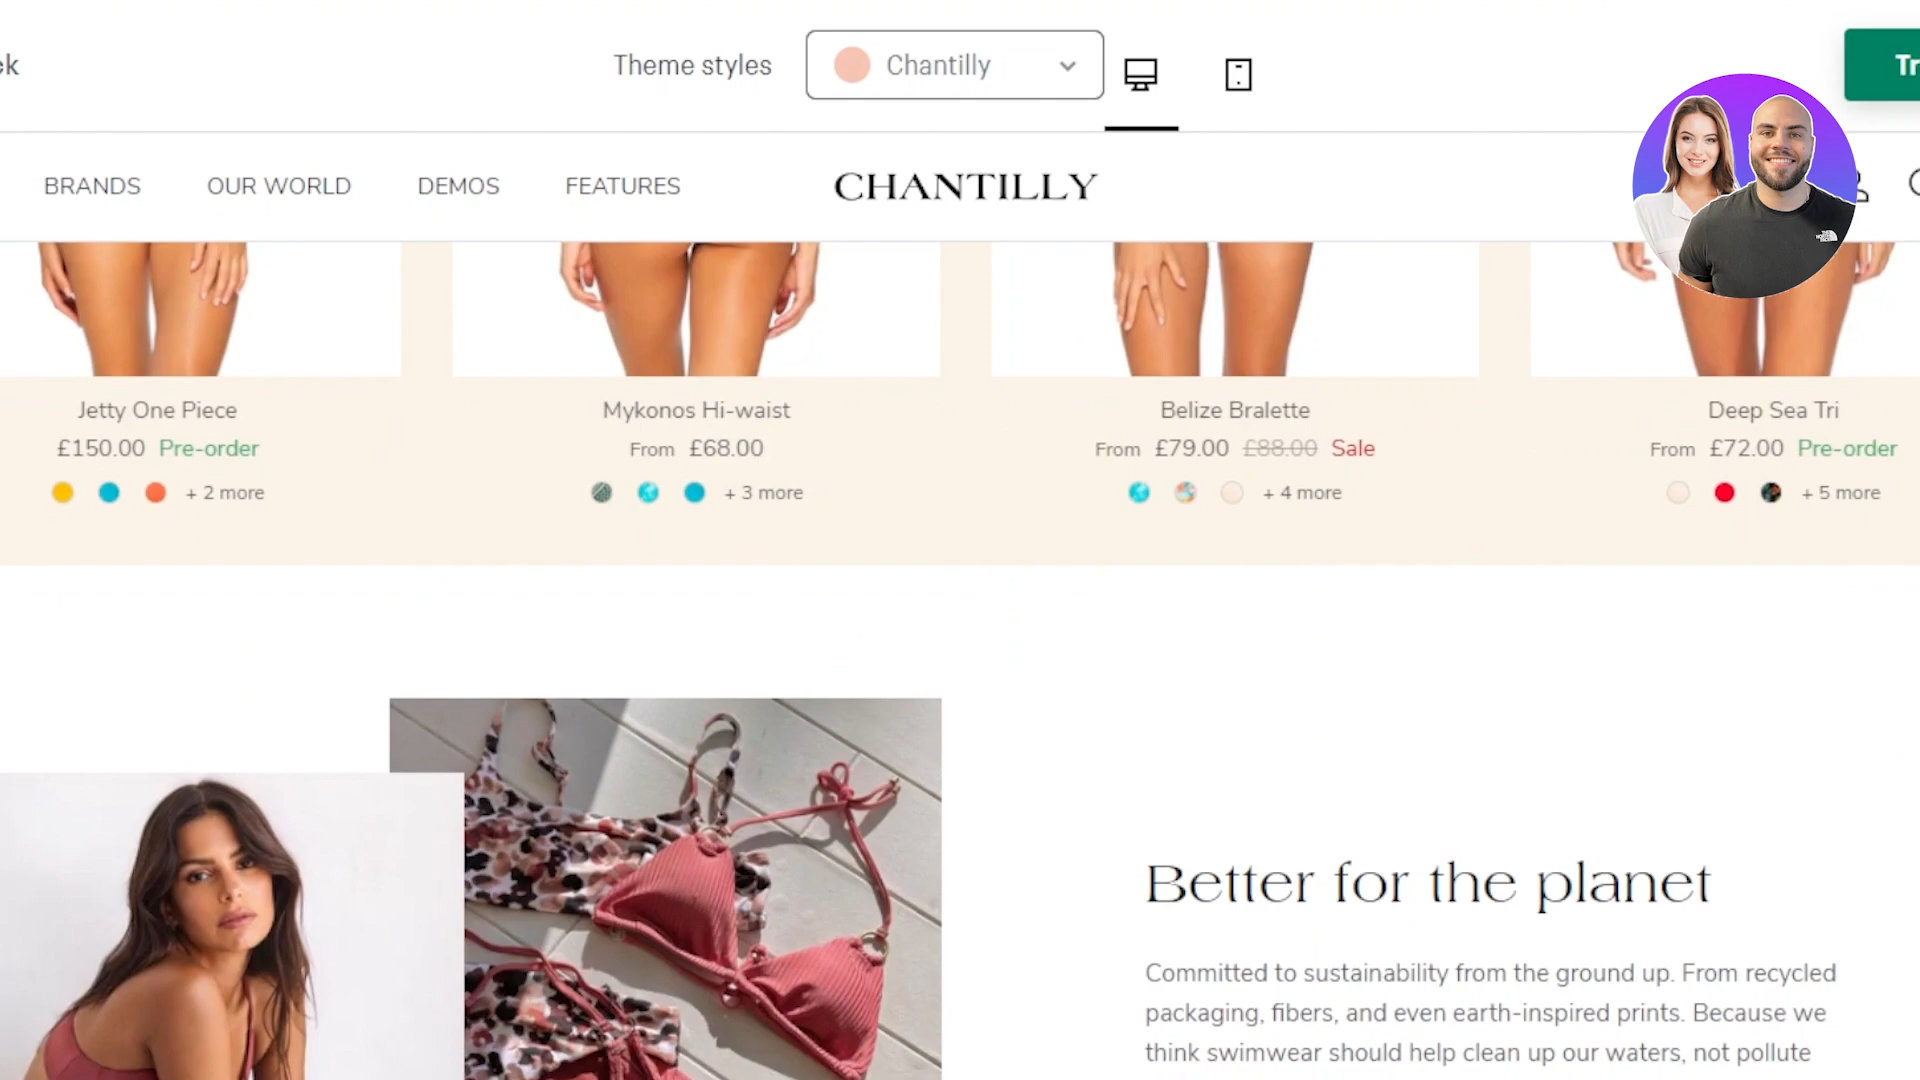 ck
Theme styles
Chantilly
Tr
BRANDS
OUR WORLD
DEMOS
FEATURES
CHANTILLY
Jetty One Piece
£150.00 Pre-order
+ 2 more
Mykonos Hi-waist
From £68.00
+ 3 more
Belize Bralette
From £79.00 £88.00 Sale
+ 4 more
Deep Sea Tri
From £72.00 Pre-order
+ 5 more
Better for the planet
Committed to sustainability from the ground up. From recycled
packaging, fibers, and even earth-inspired prints. Because we
think swimwear should help clean up our waters, not pollute